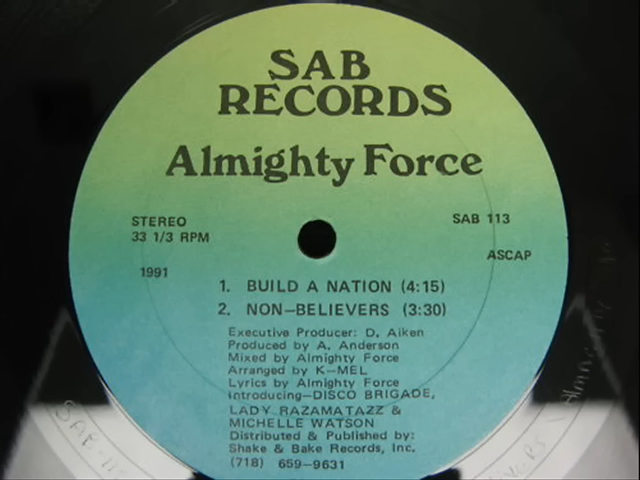 SAB
RECORDS
Almighty Force
STEREO
33 1/3 RPM
SAB 113
ASCAP
1991
1. BUILD A NATION (4:15)
2. NON–BELIEVERS (3:30)
Executive Producer: D. Aiken
Produced by A. Anderson
Mixed by Almighty Force
Arranged by K–MEL
Lyrics by Almighty Force
Introducing–DISCO BRIGADE,
LADY RAZAMATAZZ &
MICHELLE WATSON
Distributed & Published by:
Shake & Bake Records, Inc.
(718) 659–9631